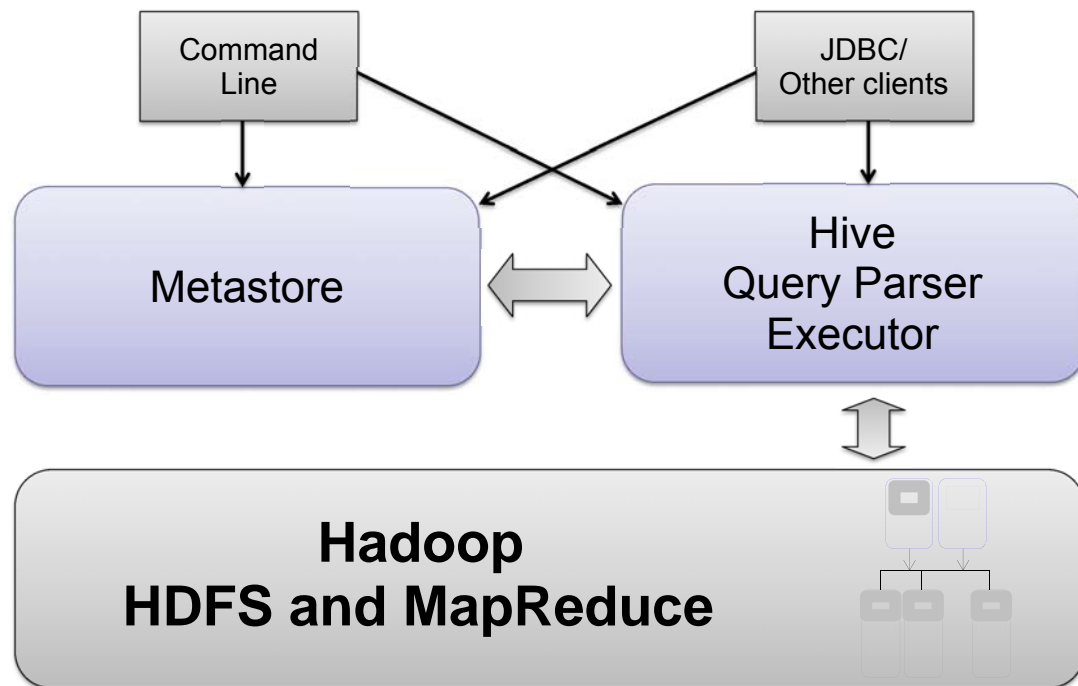 Command
Line
JDBC/
Other clients
Metastore
Hive
Query Parser
Executor
Hadoop
HDFS and MapReduce